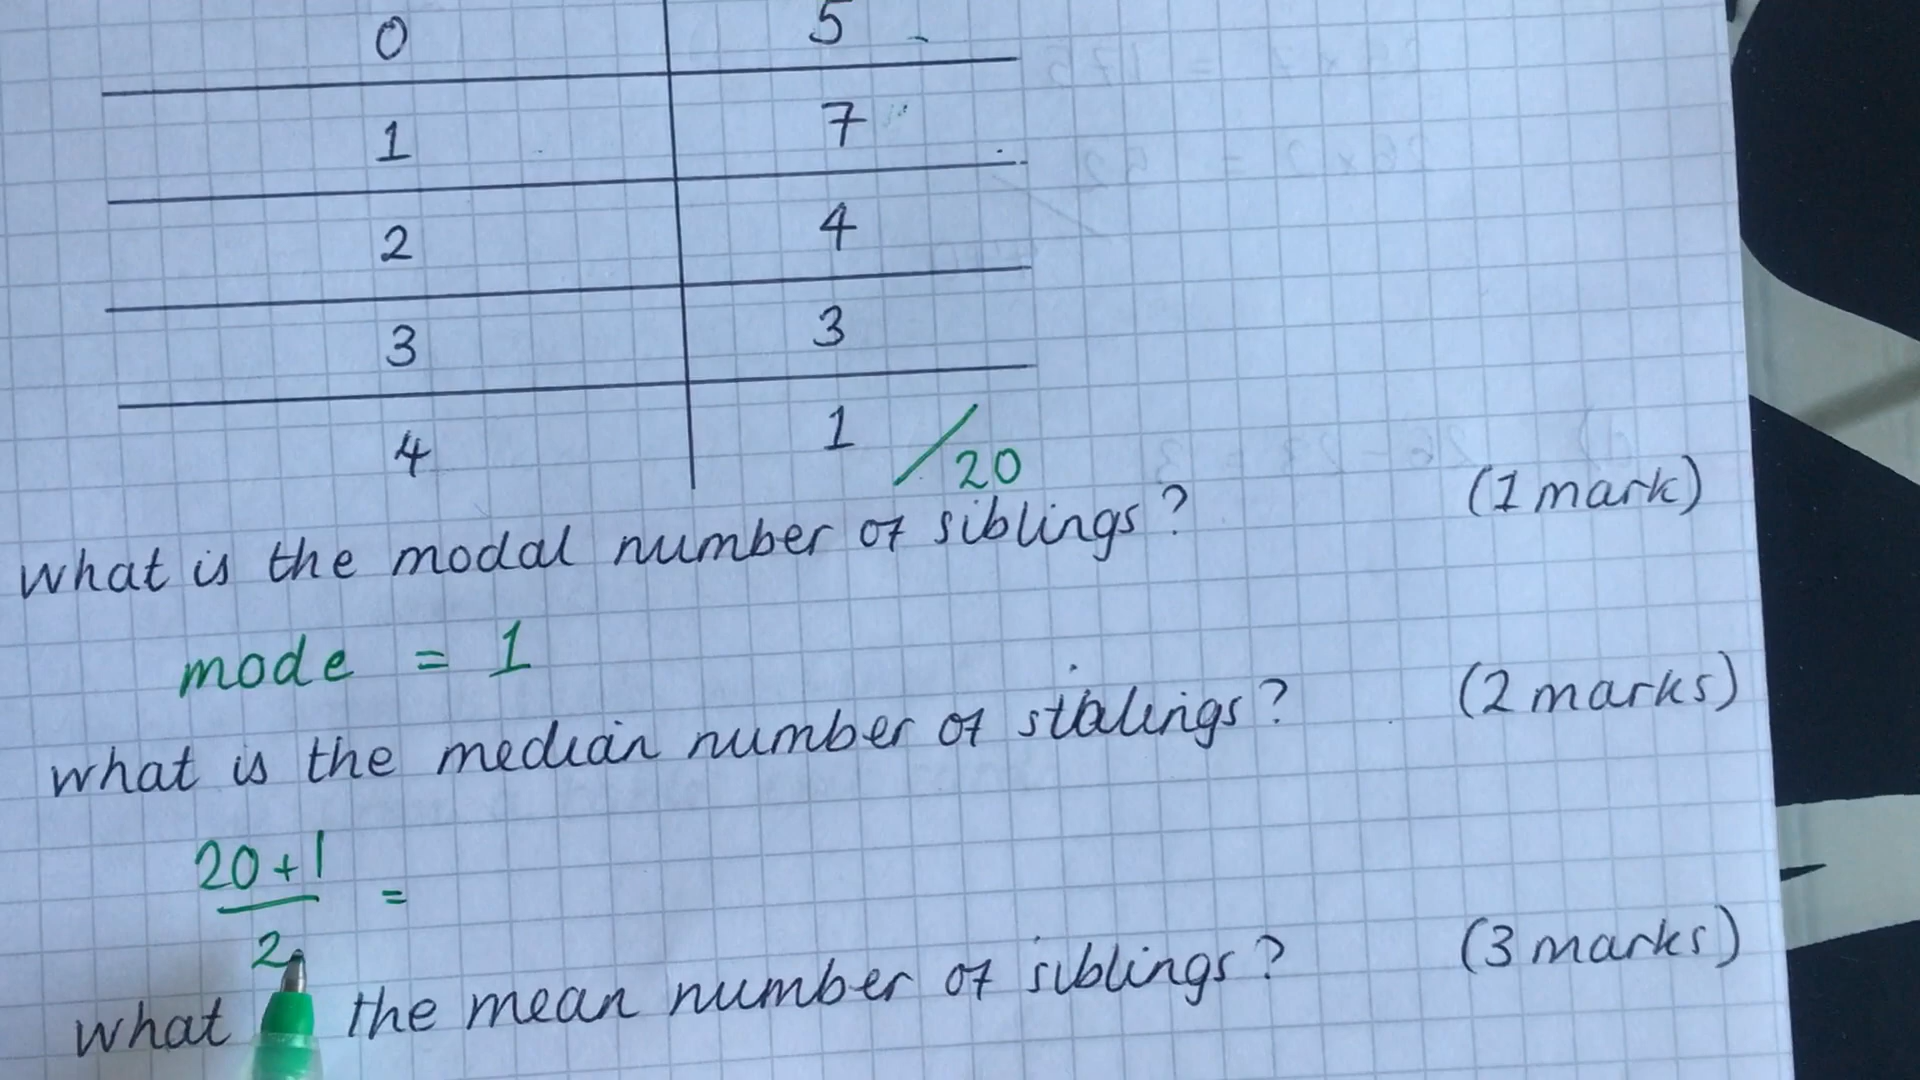 0 5
1 7
2 4
3 3
4 1 /20
what is the modal number of siblings? (1 mark)
mode = 1
what is the median number of siblings? (2 marks)
20+1
=
2
what the mean number of siblings? (3 marks)